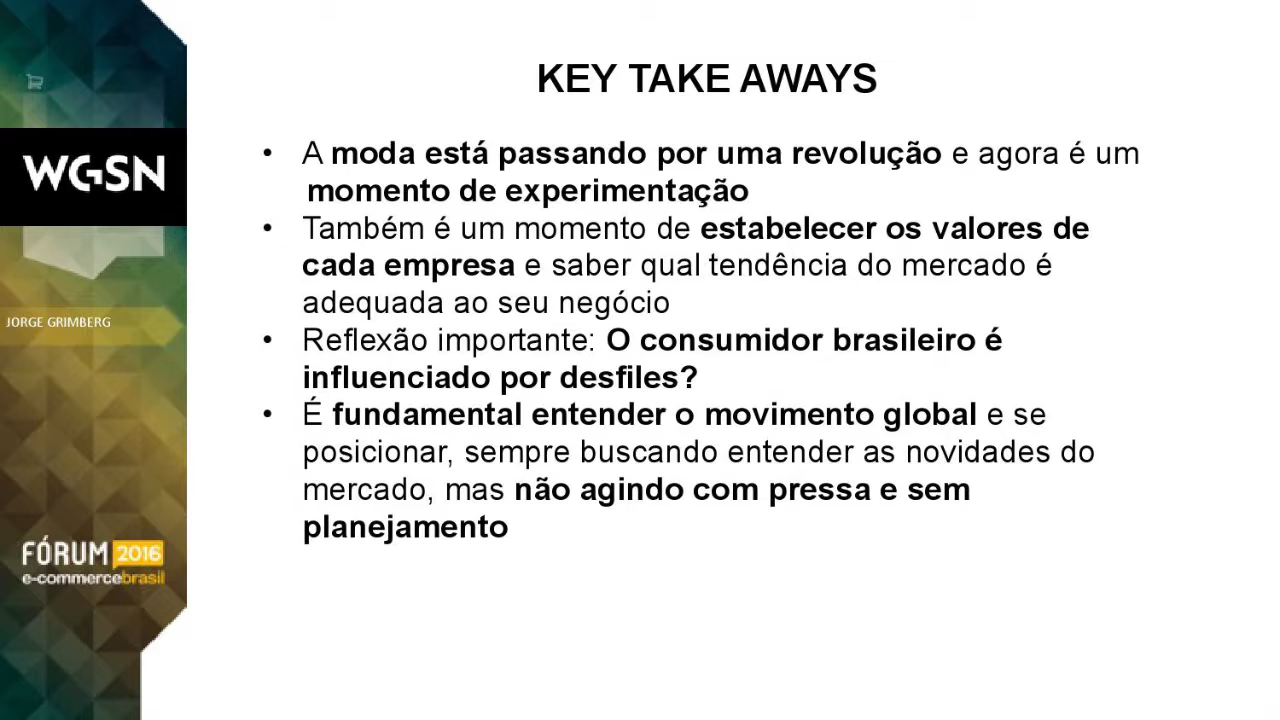 WGSN
JORGE GRIMBERG
FÓRUM 2016
e-commercebrasil
KEY TAKE AWAYS
• A moda está passando por uma revolução e agora é um
momento de experimentação
• Também é um momento de estabelecer os valores de
cada empresa e saber qual tendência do mercado é
adequada ao seu negócio
• Reflexão importante: O consumidor brasileiro é
influenciado por desfiles?
• É fundamental entender o movimento global e se
posicionar, sempre buscando entender as novidades do
mercado, mas não agindo com pressa e sem
planejamento